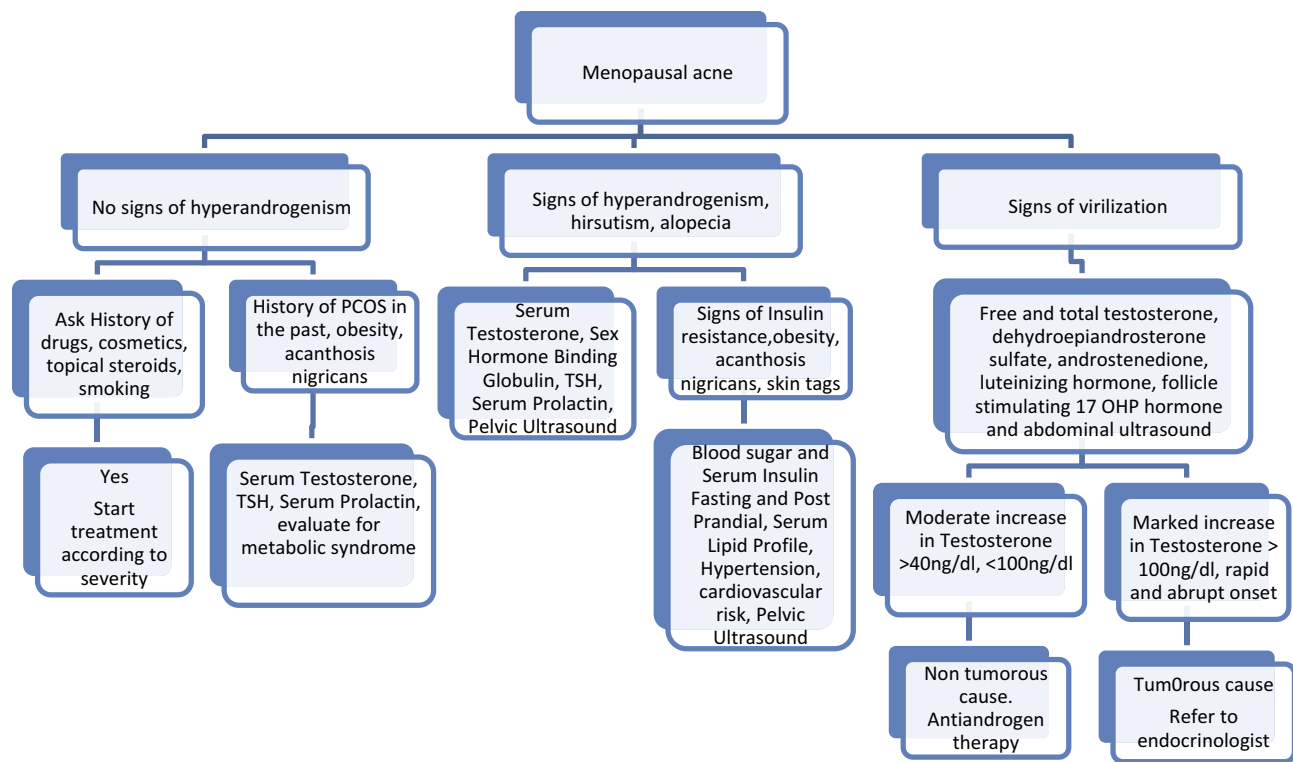 Menopausal acne
No signs of hyperandrogenism
Signs of hyperandrogenism,
hirsutism, alopecia
Signs of virilization
Ask History of
drugs, cosmetics,
topical steroids,
smoking
History of PCOS in
the past, obesity,
acanthosis
nigricans
Serum
Testosterone, Sex
Hormone Binding
Globulin, TSH,
Serum Prolactin,
Pelvic Ultrasound
Signs of Insulin
resistance,obesity,
acanthosis
nigricans, skin tags
Free and total testosterone,
dehydroepiandrosterone
sulfate, androstenedione,
luteinizing hormone, follicle
stimulating 17 OHP hormone
and abdominal ultrasound
Yes
Start
treatment
according to
severity
Serum Testosterone,
TSH, Serum Prolactin,
evaluate for
metabolic syndrome
Blood sugar and
Serum Insulin
Fasting and Post
Prandial, Serum
Lipid Profile,
Hypertension,
cardiovascular
risk, Pelvic
Ultrasound
Moderate increase
in Testosterone
>40ng/dl, <100ng/dl
Marked increase
in Testosterone >
100ng/dl, rapid
and abrupt onset
Non tumorous
cause.
Antiandrogen
therapy
Tum0rous cause
Refer to
endocrinologist